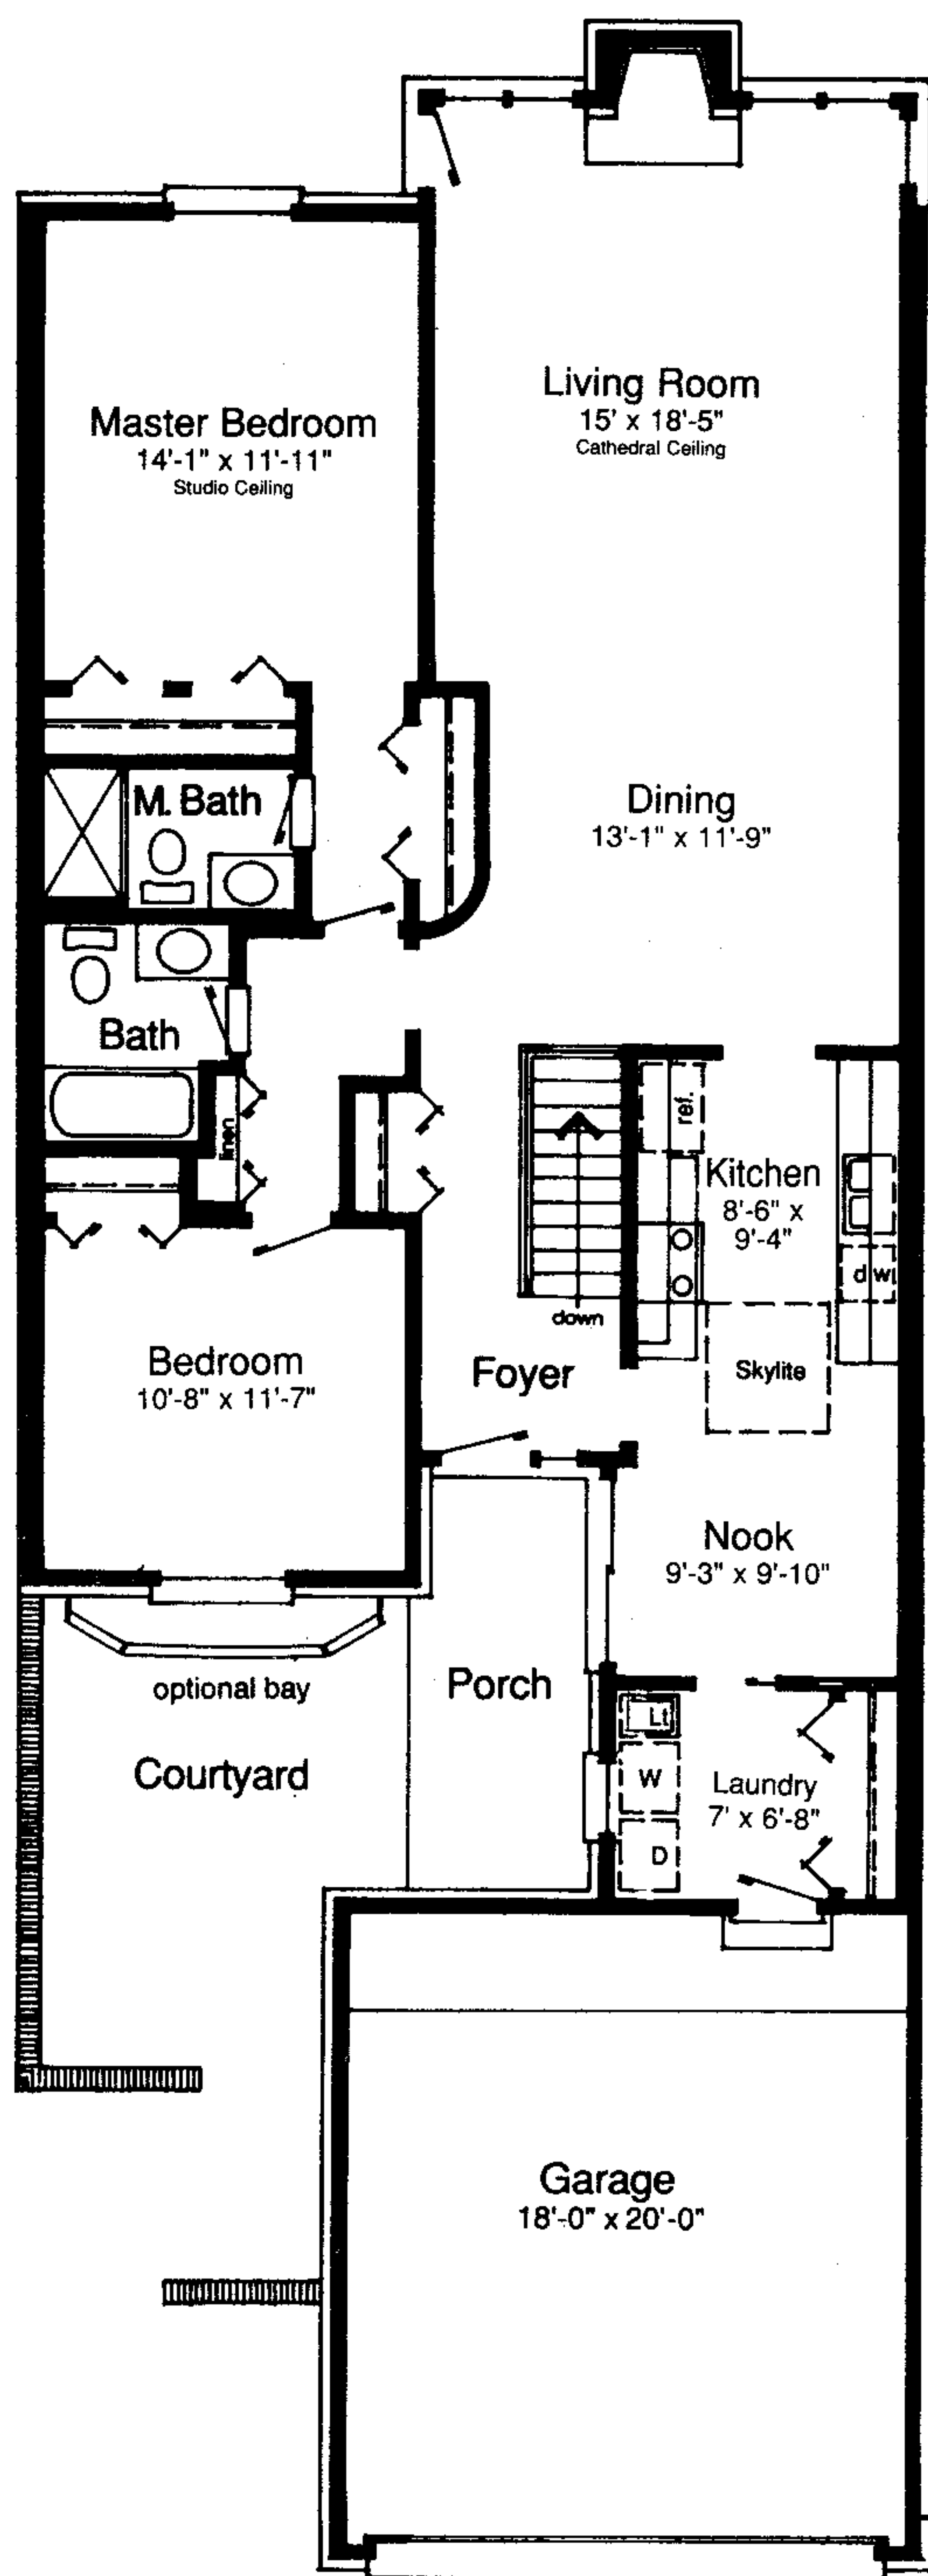 Living Room
15' x 18'-5"
Cathedral Ceiling
Master Bedroom
14'-1" x 11'-11"
Studio Ceiling
M. Bath
Dining
13'-1" x 11'-9"
Bath
linen
ref.
Kitchen
8'-6" x
9'-4"
d w
down
Skylite
Foyer
Bedroom
10'-8" x 11'-7"
Nook
9'-3" x 9'-10"
optional bay
Porch
Courtyard
Lt
W
Laundry
7' x 6'-8"
D
Garage
18'-0" x 20'-0"